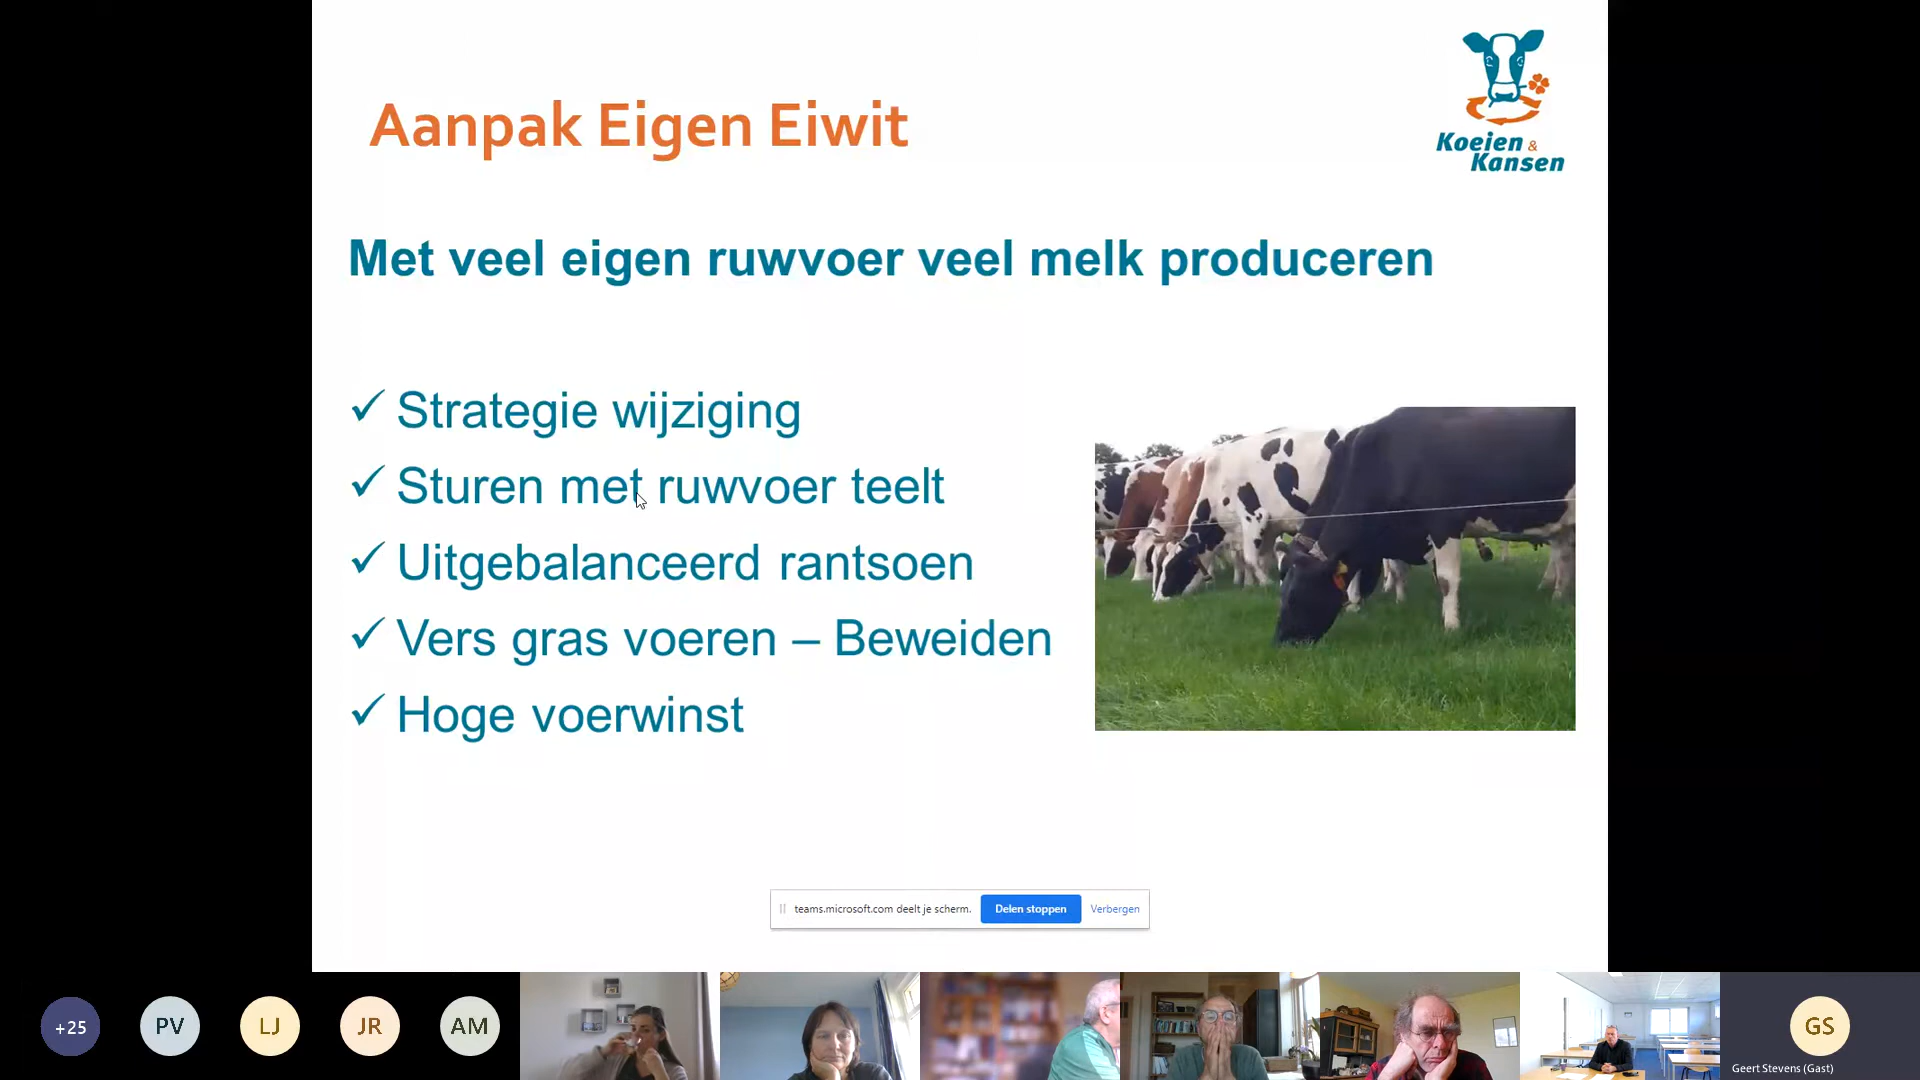 Aanpak Eigen Eiwit
Koeien &
Kansen
Met veel eigen ruwvoer veel melk produceren
✓ Strategie wijziging
✓ Sturen met ruwvoer teelt
✓ Uitgebalanceerd rantsoen
✓ Vers gras voeren – Beweiden
✓ Hoge voerwinst
teams.microsoft.com deelt je scherm. Delen stoppen Verbergen
+25 PV LJ JR AM GS
Geert Stevens (Gast)